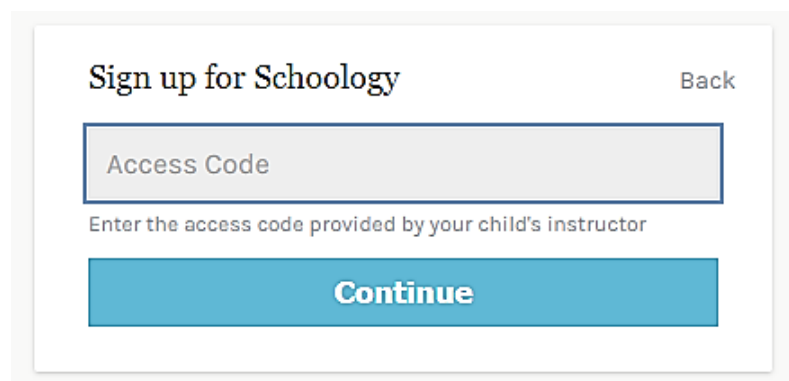 Sign up for Schoology
Back
Access Code
Enter the access code provided by your child's instructor
Continue